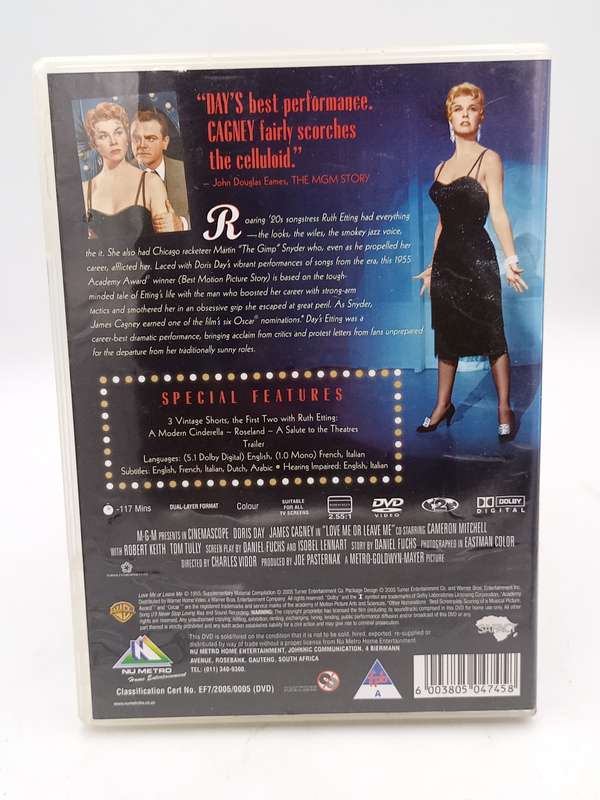 “DAY'S best performance.
CAGNEY fairly scorches
the celluloid.”
– John Douglas Eames, THE MGM STORY
Roaring '20s songstress Ruth Etting had everything
—the looks, the wiles, the smokey jazz voice,
the it. She also had Chicago racketeer Martin "The Gimp" Snyder who, even as he propelled her
career, afflicted her. Laced with Doris Day's vibrant performances of songs from the era, this 1955
Academy Award® winner (Best Motion Picture Story) is based on the tough-
minded tale of Etting's life with the man who boosted her career with strong-arm
tactics and smothered her in an obsessive grip she escaped at great peril. As Snyder,
James Cagney earned one of the film's six Oscar® nominations.* Day's Etting was a
career-best dramatic performance, bringing acclaim from critics and protest letters from fans unprepared
for the departure from her traditionally sunny roles.
SPECIAL FEATURES
3 Vintage Shorts, the First Two with Ruth Etting:
A Modern Cinderella ~ Roseland ~ A Salute to the Theatres
Trailer
Languages: (5.1 Dolby Digital) English, (1.0 Mono) French, Italian
Subtitles: English, French, Italian, Dutch, Arabic • Hearing Impaired: English, Italian
-117 Mins
DUAL-LAYER FORMAT
Colour
SUITABLE
FOR ALL
TV SCREENS
2.55:1
DVD
VIDEO
2
DOLBY
DIGITAL
M-G-M PRESENTS IN CINEMASCOPE DORIS DAY JAMES CAGNEY IN "LOVE ME OR LEAVE ME" CO-STARRING CAMERON MITCHELL
WITH ROBERT KEITH TOM TULLY SCREEN PLAY BY DANIEL FUCHS AND ISOBEL LENNART STORY BY DANIEL FUCHS PHOTOGRAPHED IN EASTMAN COLOR
DIRECTED BY CHARLES VIDOR PRODUCED BY JOE PASTERNAK A METRO-GOLDWYN-MAYER PICTURE
This DVD is sold/hired on the condition that it is not to be sold, hired, exported, re-supplied or
distributed by way of trade without a proper license from Nu Metro Home Entertainment.
NU METRO HOME ENTERTAINMENT, JOHNNIC COMMUNICATION, 4 BIERMANN
AVENUE, ROSEBANK, GAUTENG, SOUTH AFRICA
TEL: (011) 340-9300.
NU METRO
Home Entertainment
www.numetro.co.za
Classification Cert No. EF7/2005/0005 (DVD)
fpb
A
6 003805 047458